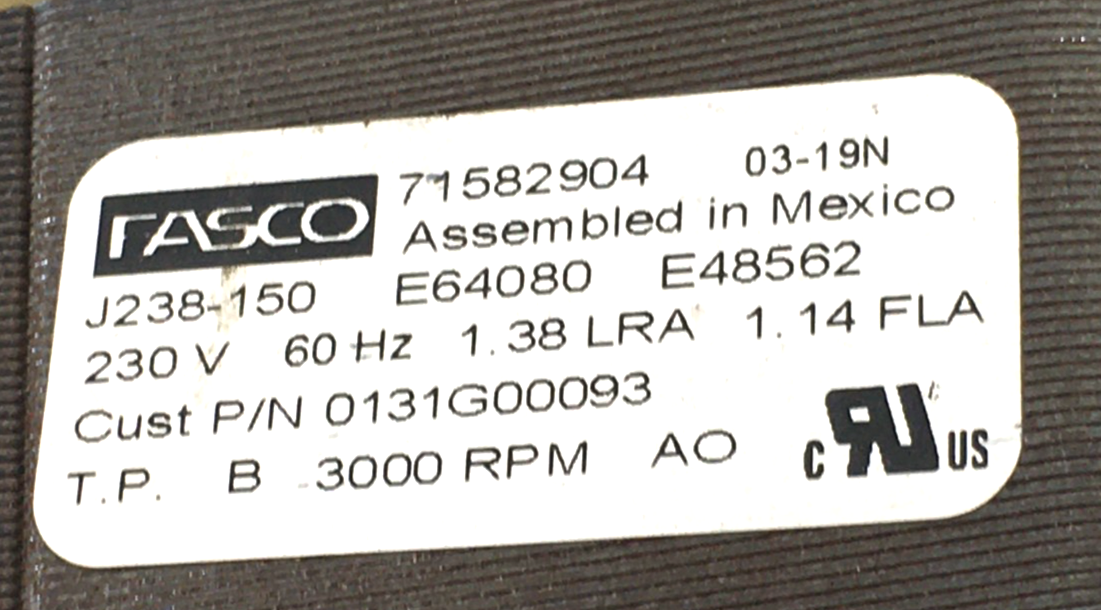 FASCO 71582904 03-19N
Assembled in Mexico
J238-150 E64080 E48562
230 V 60 Hz 1.38 LRA 1.14 FLA
Cust P/N 0131G00093
T.P. B 3000 RPM AO
c RU US